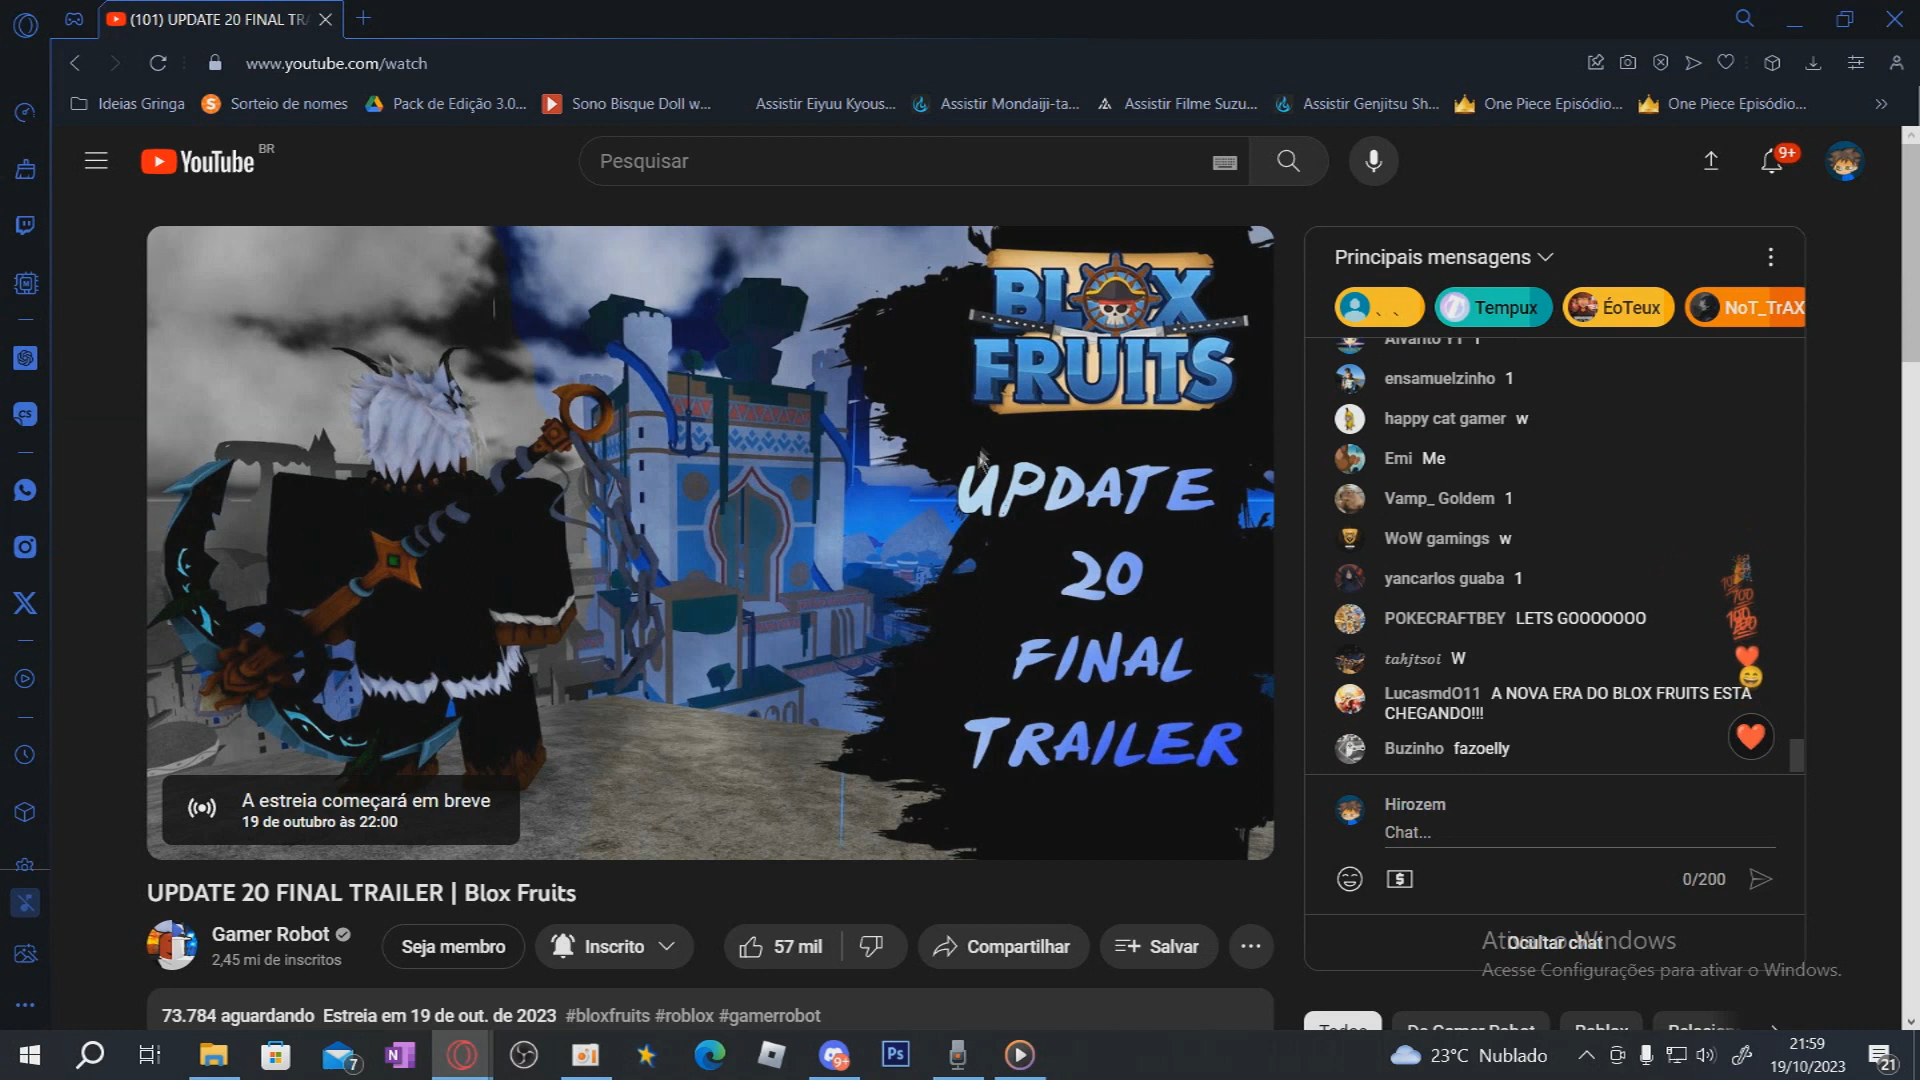 (101) UPDATE 20 FINAL TRA
www.youtube.com/watch
Ideias Gringa
Sorteio de nomes
Pack de Edição 3.0...
Sono Bisque Doll w...
Assistir Eiyuu Kyous...
Assistir Mondaiji-ta...
Assistir Filme Suzu...
Assistir Genjitsu Sh...
One Piece Episódio...
One Piece Episódio...
YouTube BR
Pesquisar
9+
BLOX
FRUITS
UPDATE
20
FINAL
TRAILER
A estreia começará em breve
19 de outubro às 22:00
Principais mensagens
Tempux
ÉoTeux
NoT_TrAX
ensamuelzinho 1
happy cat gamer w
Emi Me
Vamp_ Goldem 1
WoW gamings w
yancarlos guaba 1
POKECRAFTBEY LETS GOOOOOOO
tahjtsoi W
Lucasmd011 A NOVA ERA DO BLOX FRUITS ESTA
CHEGANDO!!!
Buzinho fazoelly
Hirozem
Chat...
0/200
Ocultar chat
Acesse Configurações para ativar o Windows.
UPDATE 20 FINAL TRAILER | Blox Fruits
Gamer Robot
2,45 mi de inscritos
Seja membro
Inscrito
57 mil
Compartilhar
Salvar
73.784 aguardando Estreia em 19 de out. de 2023 #bloxfruits #roblox #gamerrobot
7
9+
Ps
23°C Nublado
21:59
19/10/2023
21